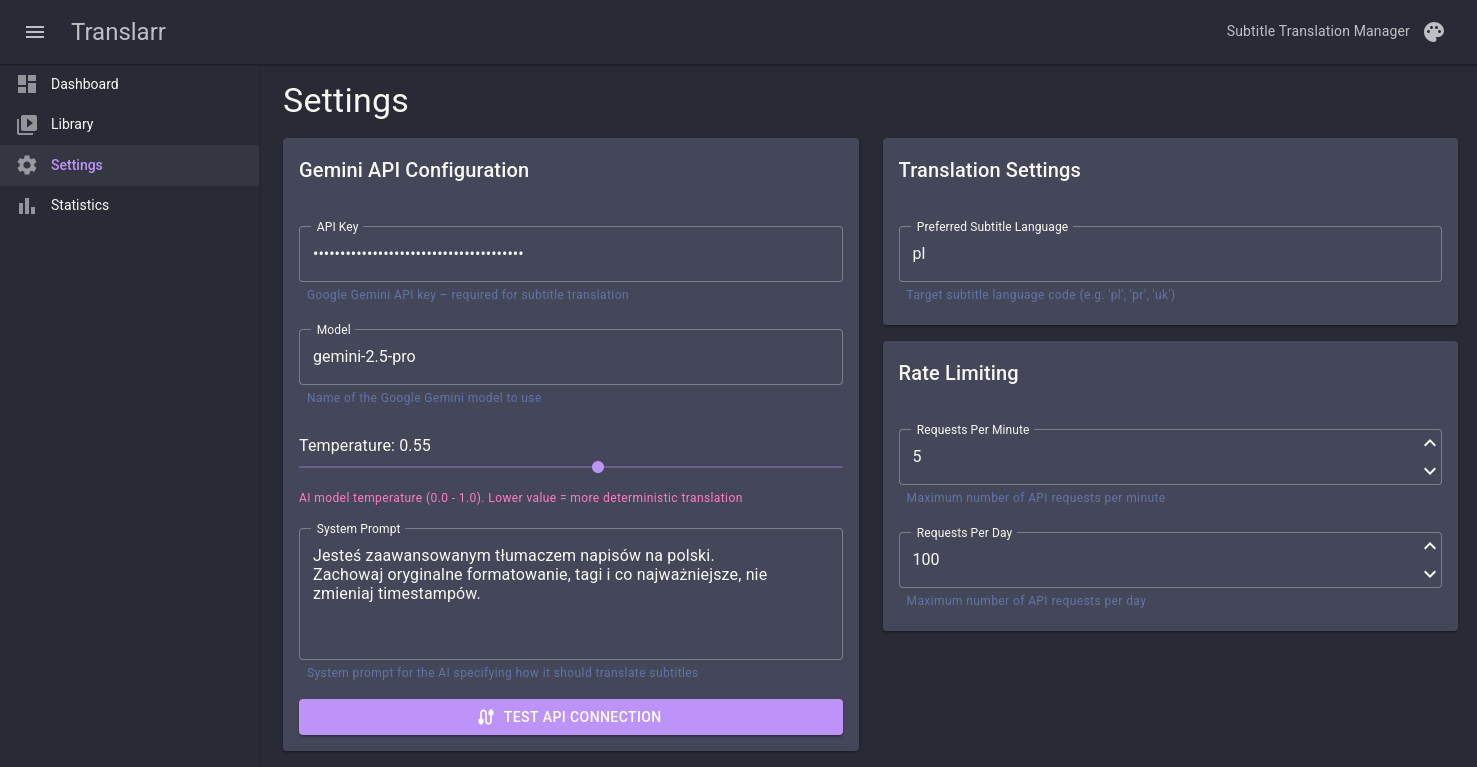 Translarr
Subtitle Translation Manager
Dashboard
Library
Settings
Statistics
Settings
Gemini API Configuration
API Key
•••••••••••••••••••••••••••••••••••••••
Google Gemini API key – required for subtitle translation
Model
gemini-2.5-pro
Name of the Google Gemini model to use
Temperature: 0.55
AI model temperature (0.0 - 1.0). Lower value = more deterministic translation
System Prompt
Jesteś zaawansowanym tłumaczem napisów na polski.
Zachowaj oryginalne formatowanie, tagi i co najważniejsze, nie
zmieniaj timestampów.
System prompt for the AI specifying how it should translate subtitles
TEST API CONNECTION
Translation Settings
Preferred Subtitle Language
pl
Target subtitle language code (e.g. 'pl', 'pr', 'uk')
Rate Limiting
Requests Per Minute
5
Maximum number of API requests per minute
Requests Per Day
100
Maximum number of API requests per day